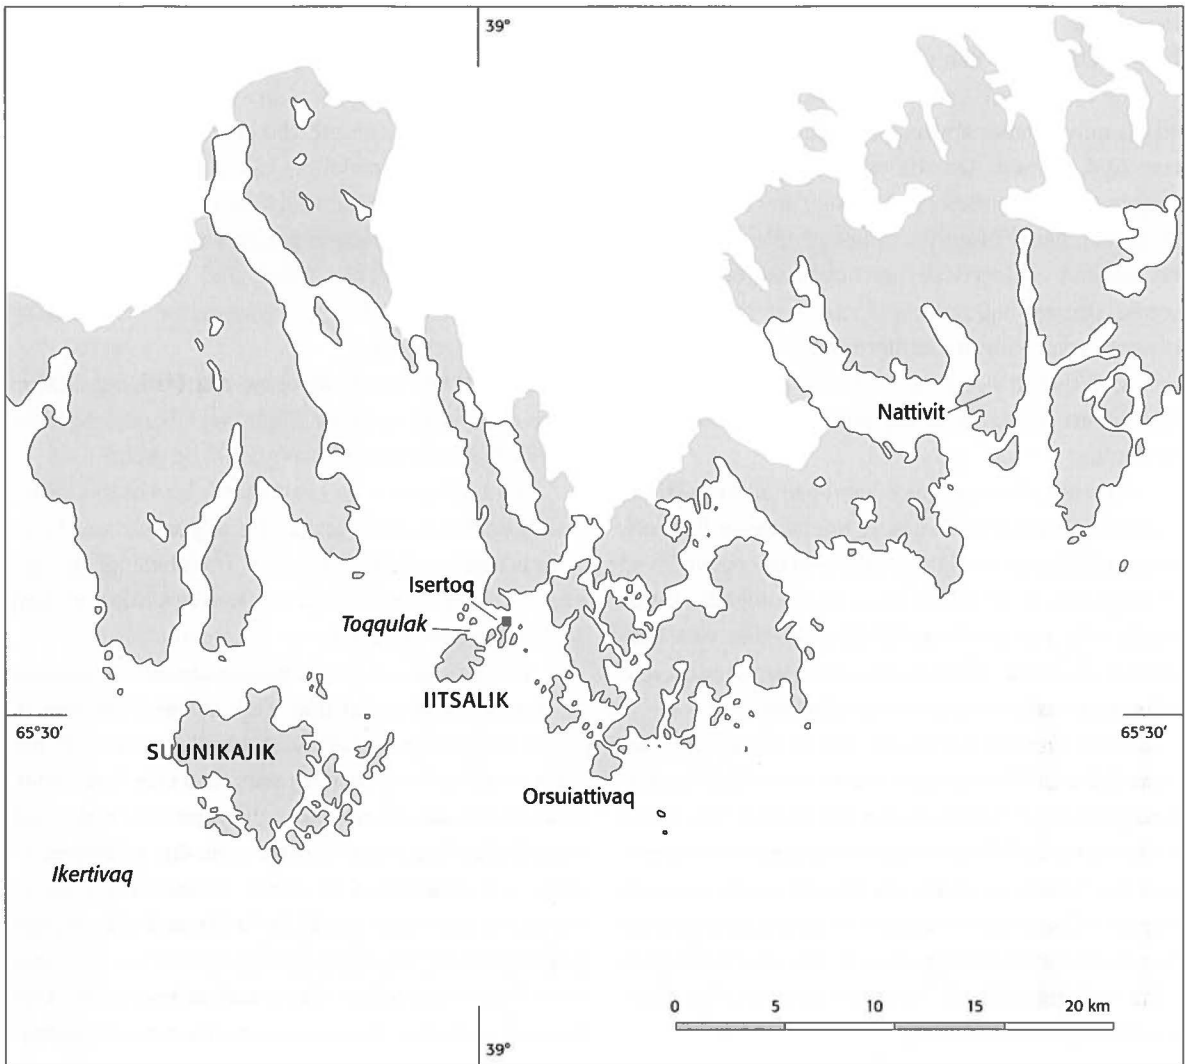 39°
Nattivit
Isertoq
Toqqulak
IITSALIK
65°30′
65°30′
SUUNIKAJIK
Orsuiattivaq
Ikertivaq
0 5 10 15 20 km
39°